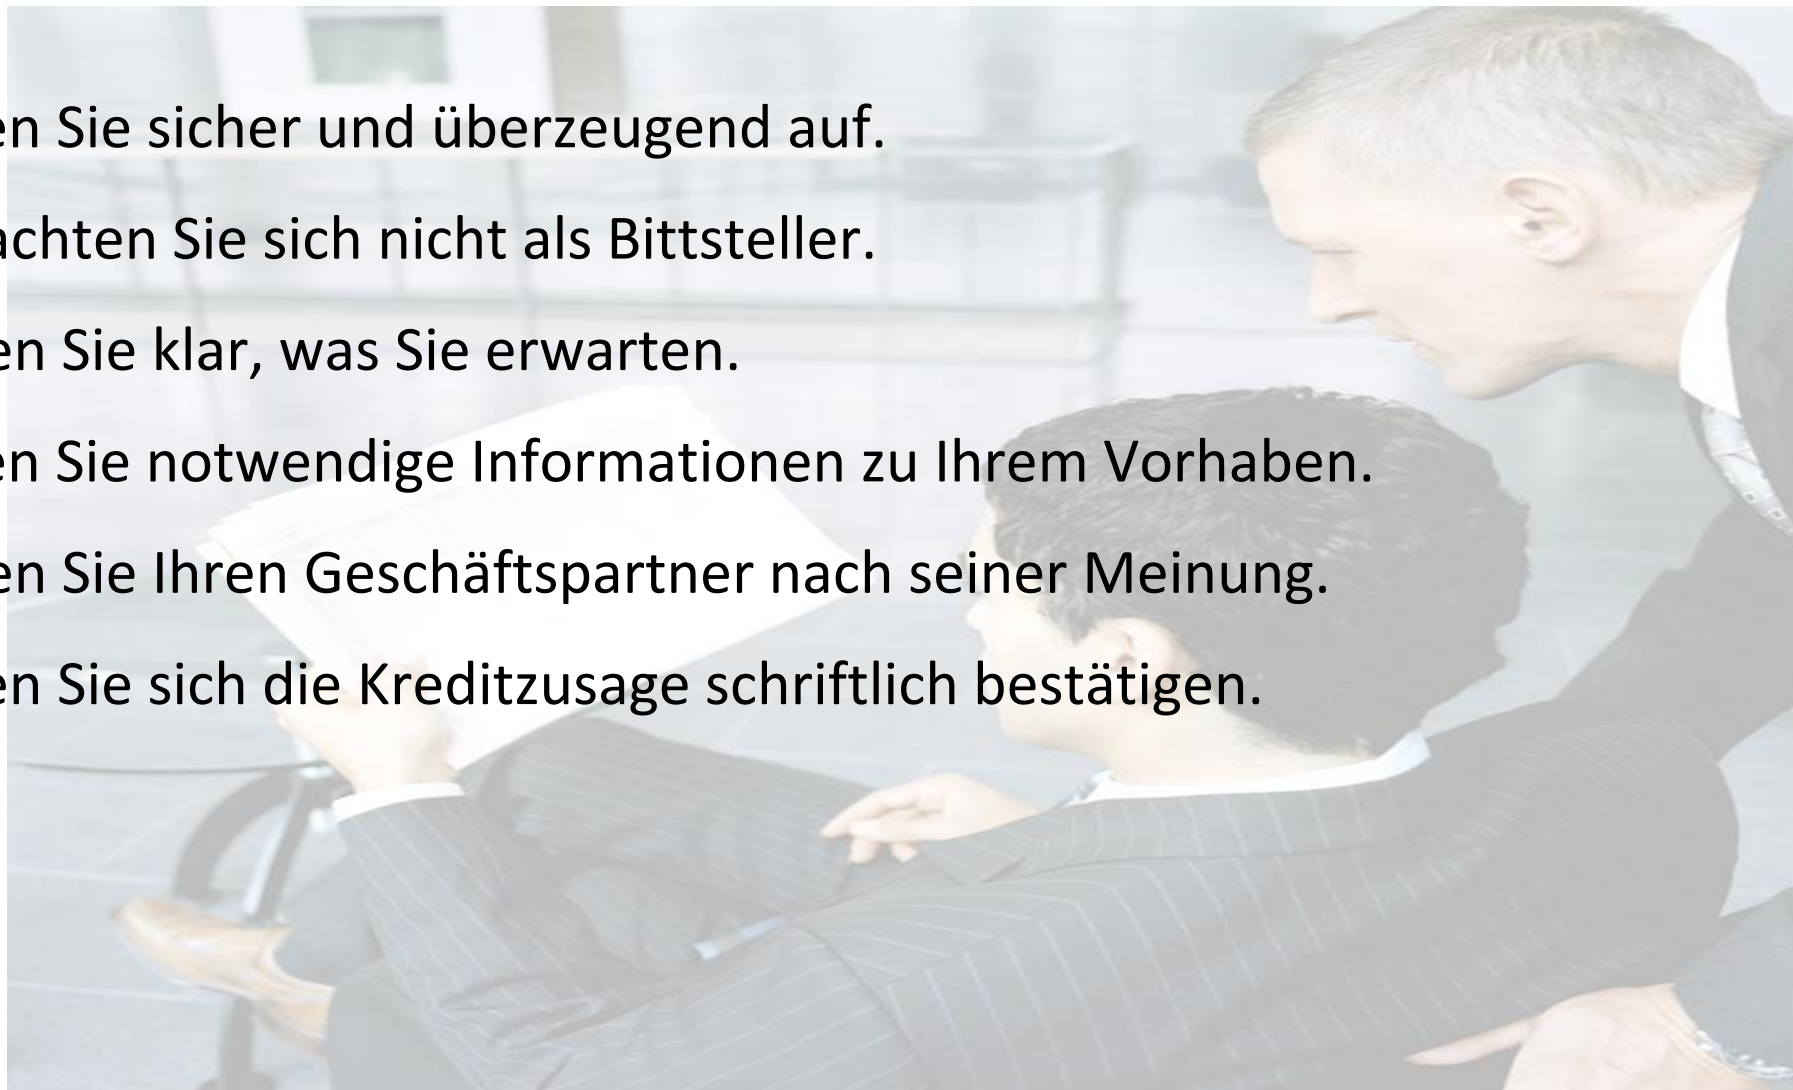 en Sie sicher und überzeugend auf.
achten Sie sich nicht als Bittsteller.
en Sie klar, was Sie erwarten.
en Sie notwendige Informationen zu Ihrem Vorhaben.
en Sie Ihren Geschäftspartner nach seiner Meinung.
en Sie sich die Kreditzusage schriftlich bestätigen.